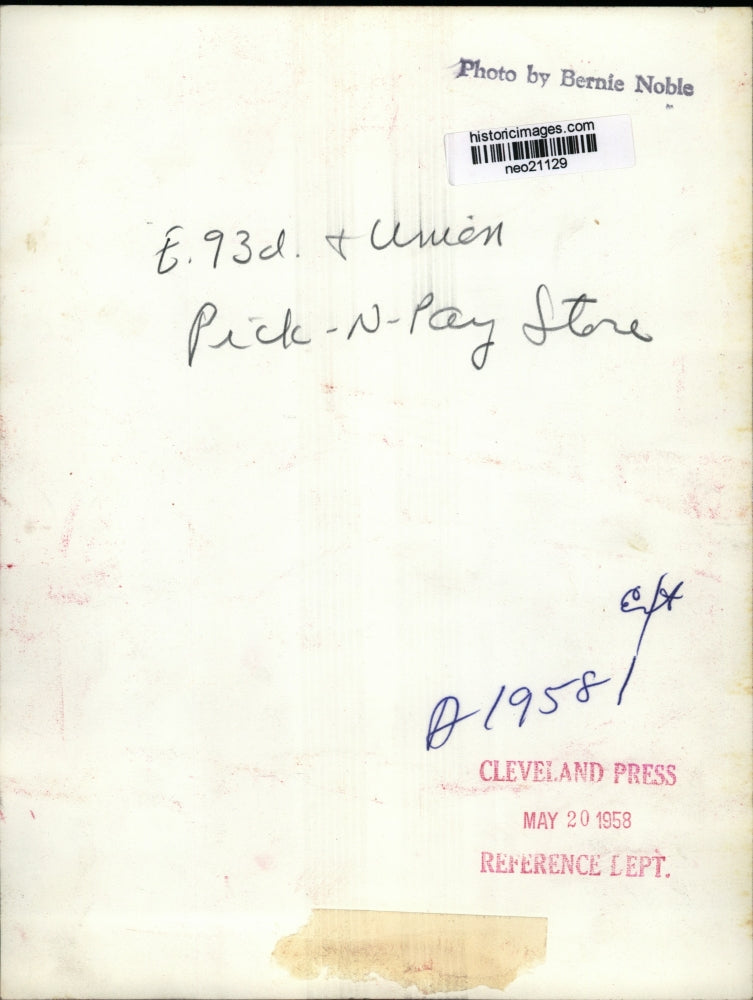 Photo by Bernie Noble
historicimages.com
neo21129
E. 93d. + Union
Pick-N-Pay Store
A 19581
CLEVELAND PRESS
MAY 20 1958
REFERENCE DEPT.